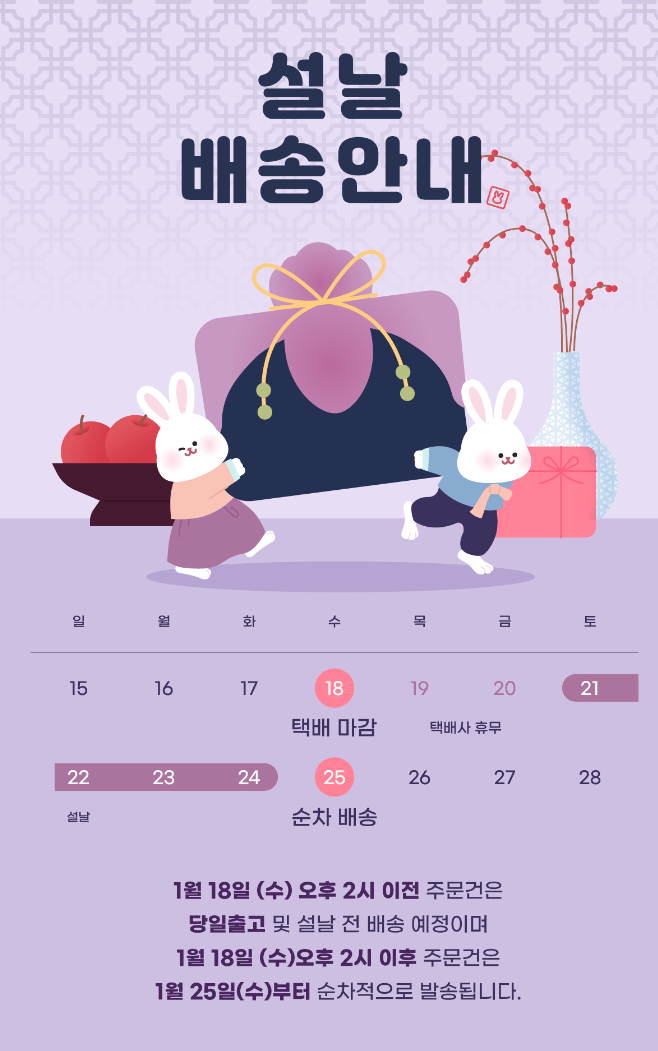 설날
배송안내
일 월 화 수 목 금 토
15 16 17 18 19 20 21
택배 마감 택배사 휴무
22 23 24 25 26 27 28
설날 순차 배송
1월 18일 (수) 오후 2시 이전 주문건은
당일출고 및 설날 전 배송 예정이며
1월 18일 (수)오후 2시 이후 주문건은
1월 25일(수)부터 순차적으로 발송됩니다.